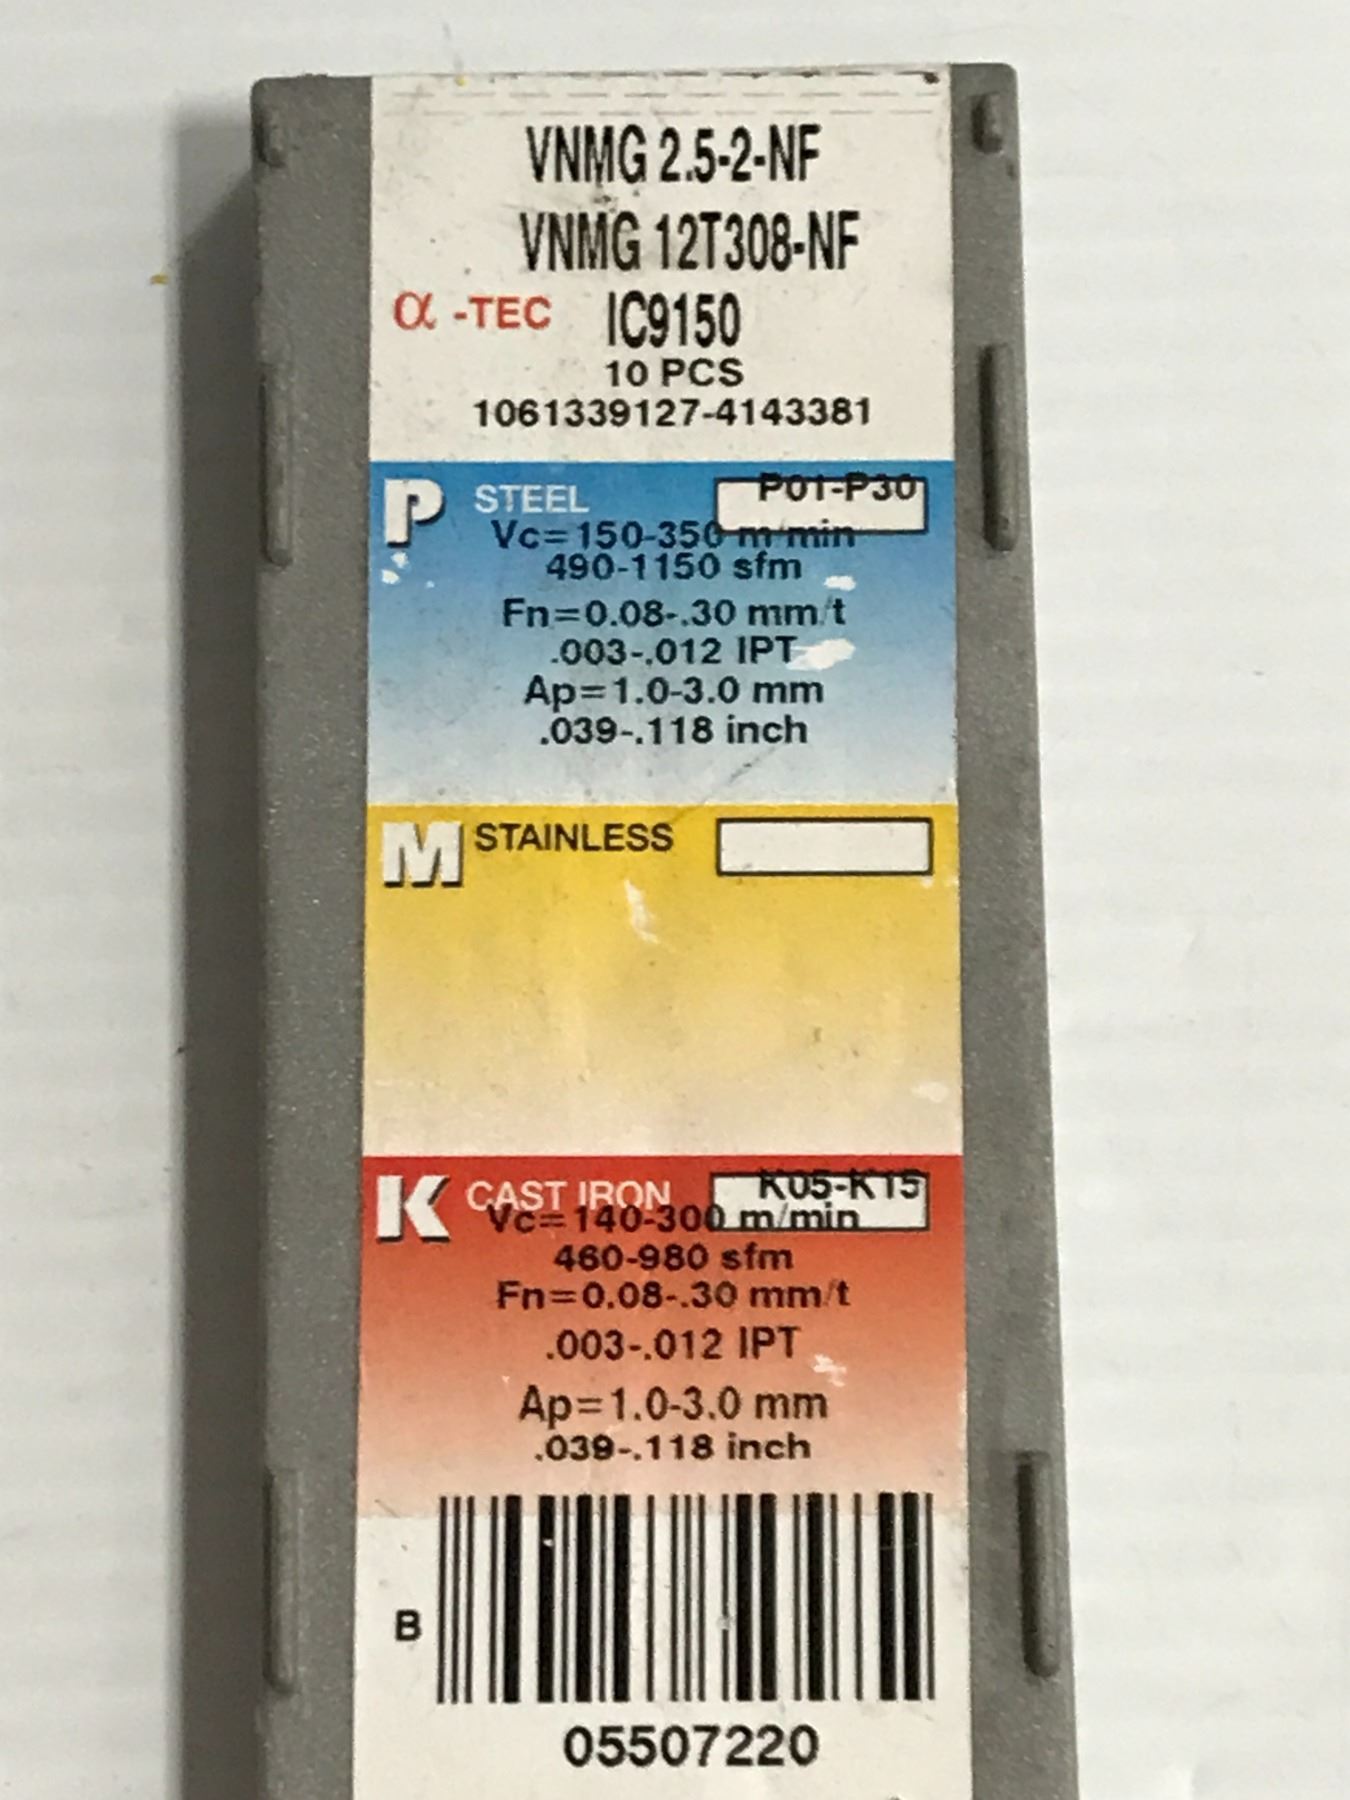 VNMG 2.5-2-NF
VNMG 12T308-NF
α -TEC IC9150
10 PCS
1061339127-4143381
P STEEL P01-P30
Vc=150-350 m/min
490-1150 sfm
Fn=0.08-.30 mm/t
.003-.012 IPT
Ap=1.0-3.0 mm
.039-.118 inch
M STAINLESS
K CAST IRON K05-K15
Vc=140-300 m/min
460-980 sfm
Fn=0.08-.30 mm/t
.003-.012 IPT
Ap=1.0-3.0 mm
.039-.118 inch
B
05507220